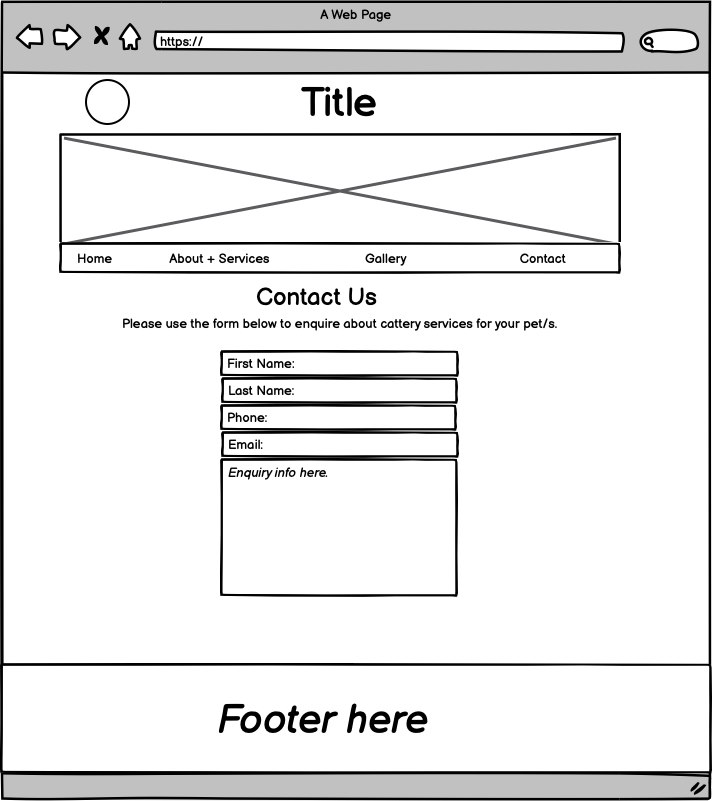 A Web Page
https://
Title
Home About + Services Gallery Contact
Contact Us
Please use the form below to enquire about cattery services for your pet/s.
First Name:
Last Name:
Phone:
Email:
Enquiry info here.
Footer here